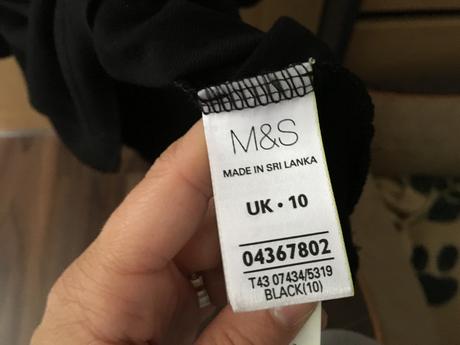 M&S
MADE IN SRI LANKA
UK • 10
04367802
T43 07434/5319
BLACK(10)